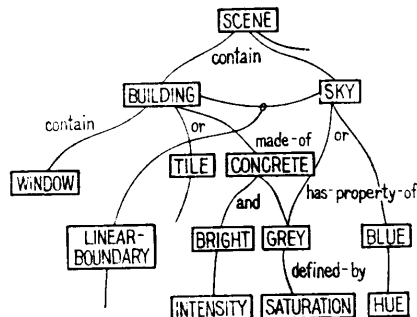 SCENE
contain
BUILDING
SKY
contain
or
made-of
or
WINDOW
TILE
CONCRETE
and
has-property-of
LINEAR-
BOUNDARY
BRIGHT
GREY
BLUE
defined-by
INTENSITY
SATURATION
HUE